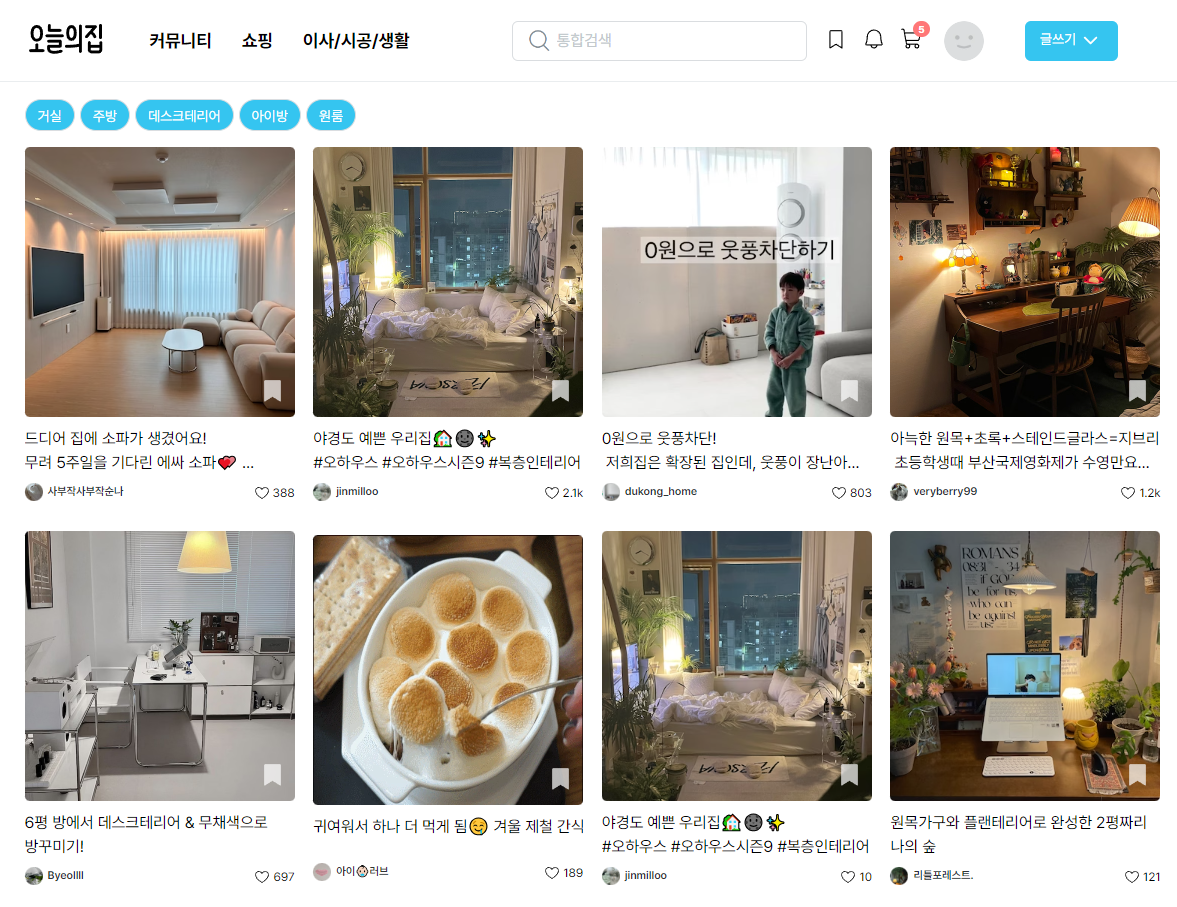 오늘의집
커뮤니티
쇼핑
이사/시공/생활
통합검색
5
글쓰기
거실
주방
데스크테리어
아이방
원룸
0원으로 웃풍차단하기
드디어 집에 소파가 생겼어요!
무려 5주일을 기다린 에싸 소파💕 ...
사부작사부작순나
388
야경도 예쁜 우리집🏡🌚✨
#오하우스 #오하우스시즌9 #복층인테리어
jinmilloo
2.1k
0원으로 웃풍차단!
저희집은 확장된 집인데, 웃풍이 장난아...
dukong_home
803
아늑한 원목+초록+스테인드글라스=지브리
초등학생때 부산국제영화제가 수영만요...
veryberry99
1.2k
ROMANS
08:31 - 34
if GOD
be for us,
who can
be against
us?
6평 방에서 데스크테리어 & 무채색으로
방꾸미기!
Byeollll
697
귀여워서 하나 더 먹게 됨😊 겨울 제철 간식
아이👶러브
189
야경도 예쁜 우리집🏡🌚✨
#오하우스 #오하우스시즌9 #복층인테리어
jinmilloo
10
원목가구와 플랜테리어로 완성한 2평짜리
나의 숲
리틀포레스트.
121